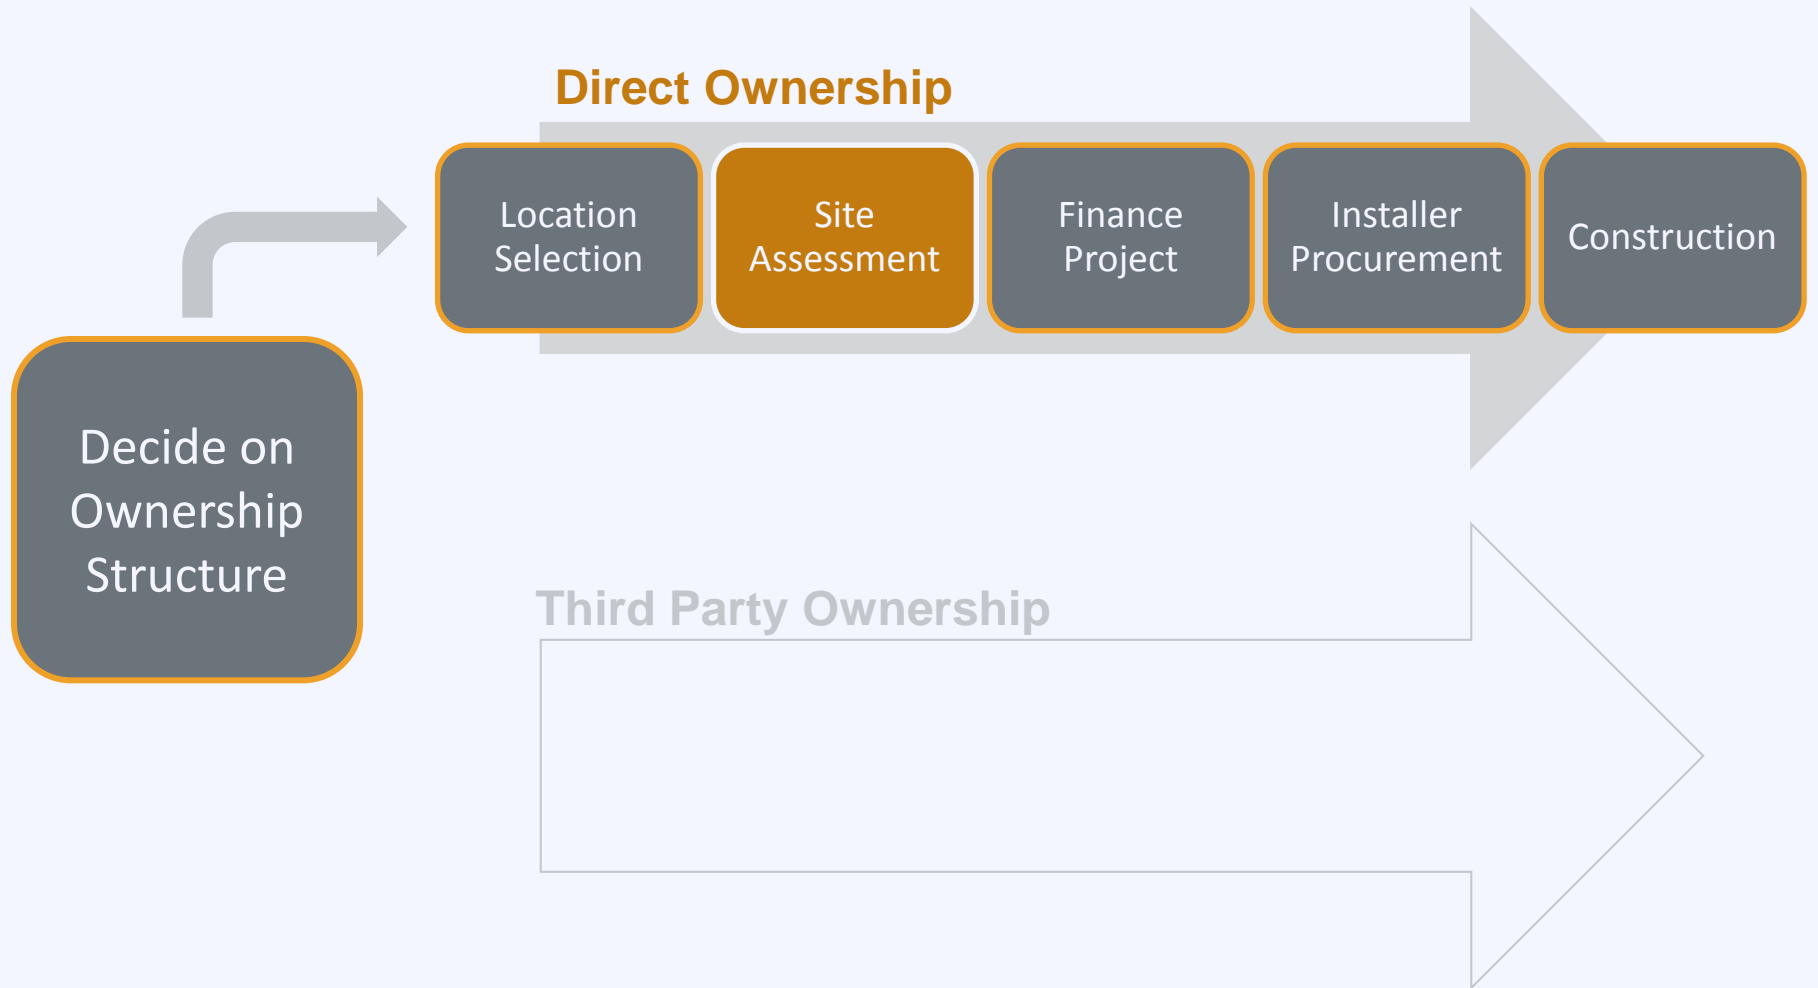 Direct Ownership
Location
Selection
Site
Assessment
Finance
Project
Installer
Procurement
Construction
Decide on
Ownership
Structure
Third Party Ownership